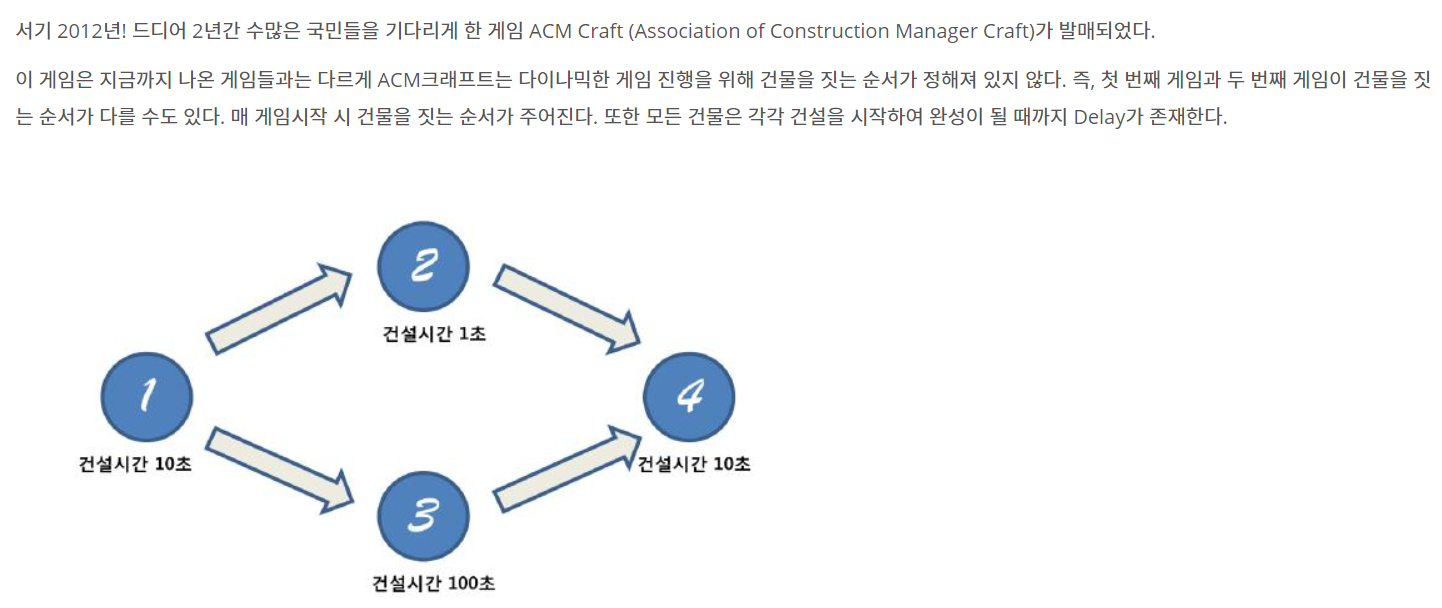 서기 2012년! 드디어 2년간 수많은 국민들을 기다리게 한 게임 ACM Craft (Association of Construction Manager Craft)가 발매되었다.
이 게임은 지금까지 나온 게임들과는 다르게 ACM크래프트는 다이나믹한 게임 진행을 위해 건물을 짓는 순서가 정해져 있지 않다. 즉, 첫 번째 게임과 두 번째 게임이 건물을 짓
는 순서가 다를 수도 있다. 매 게임시작 시 건물을 짓는 순서가 주어진다. 또한 모든 건물은 각각 건설을 시작하여 완성이 될 때까지 Delay가 존재한다.
2
건설시간 1초
1
건설시간 10초
4
건설시간 10초
3
건설시간 100초